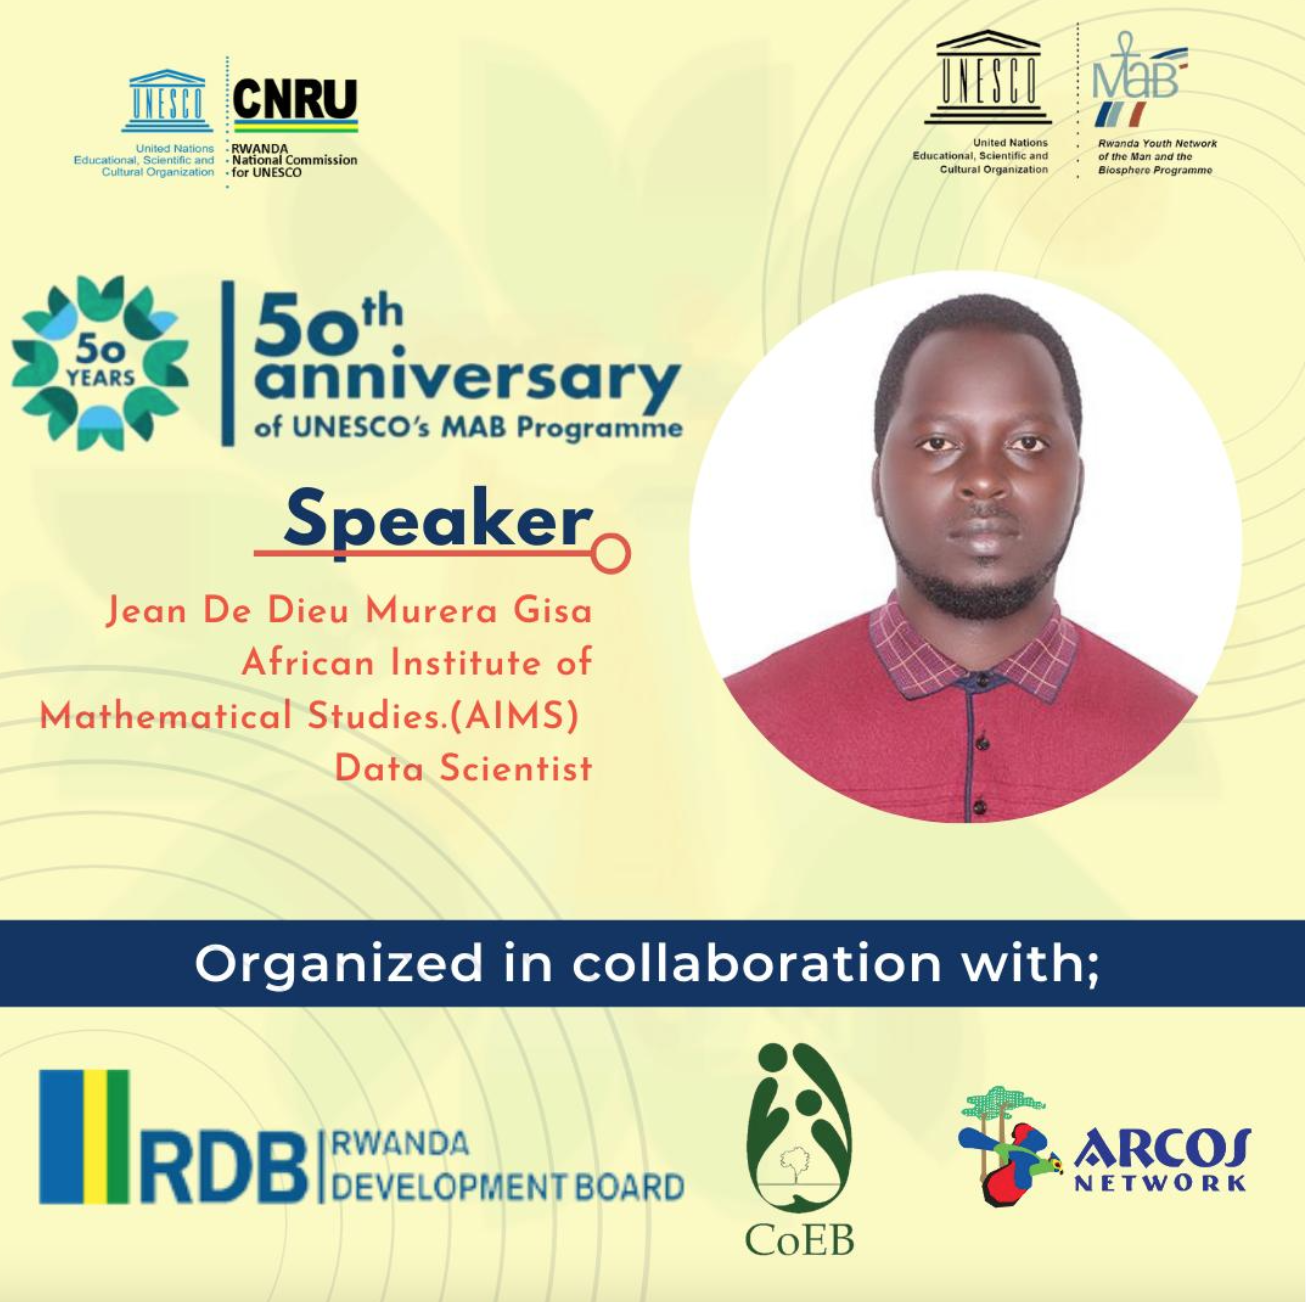 UNESCO
United Nations
Educational, Scientific and
Cultural Organization
CNRU
RWANDA
National Commission
for UNESCO
UNESCO
United Nations
Educational, Scientific and
Cultural Organization
MaB
Rwanda Youth Network
of the Man and the
Biosphere Programme
50
YEARS
50th
anniversary
of UNESCO's MAB Programme
Speaker
Jean De Dieu Murera Gisa
African Institute of
Mathematical Studies.(AIMS)
Data Scientist
Organized in collaboration with;
RDB
RWANDA
DEVELOPMENT BOARD
CoEB
ARCOS
NETWORK